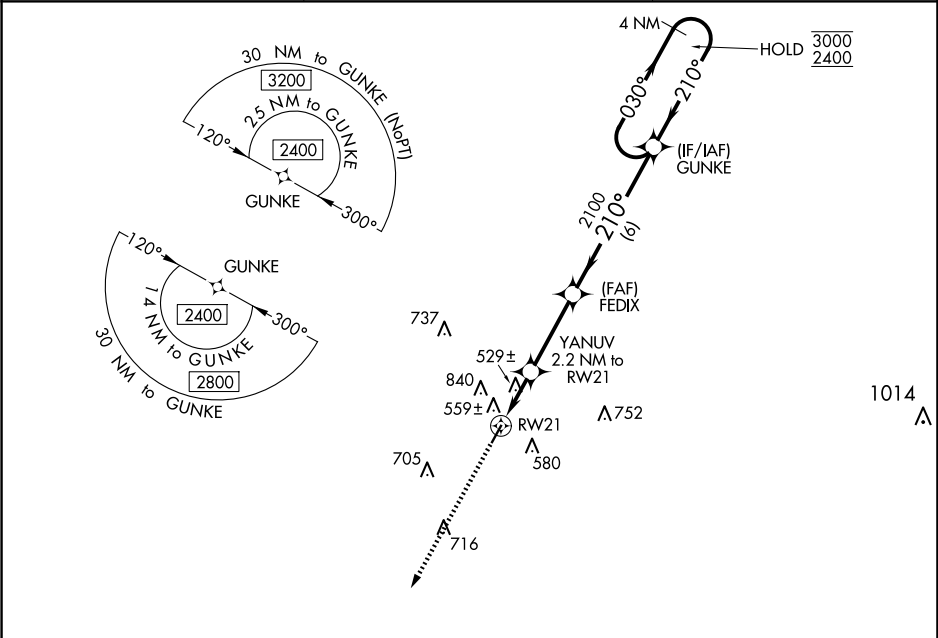 30 NM to GUNKE (NoPT)
3200
25 NM to GUNKE
2400
120°
GUNKE
300°
120°
GUNKE
2400
300°
14 NM to GUNKE
2800
30 NM to GUNKE
4 NM
HOLD 3000
2400
030°
210°
(IF/IAF)
GUNKE
2100
210°
(6)
(FAF)
FEDIX
737
YANUV
2.2 NM to
RW21
529±
840
559±
752
1014
RW21
580
705
716